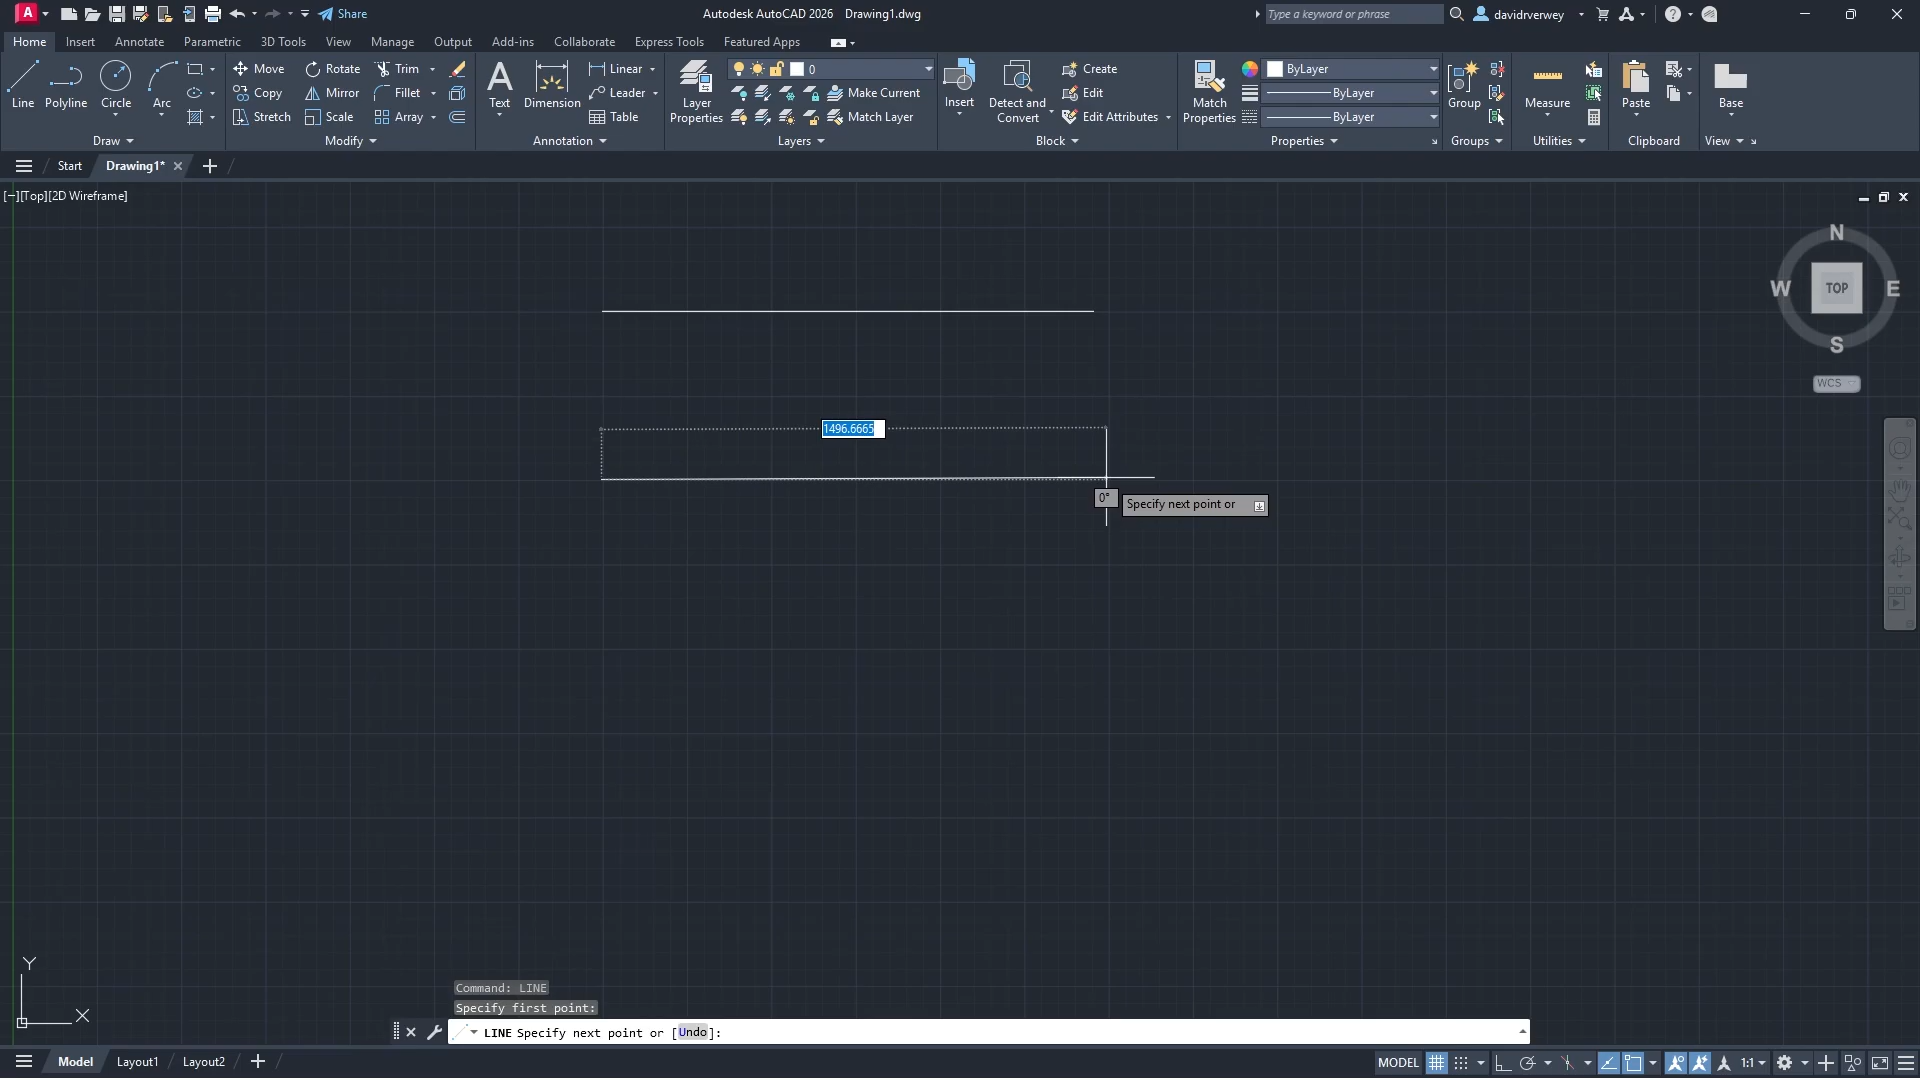 A Share Autodesk AutoCAD 2026 Drawing1.dwg Type a keyword or phrase davidrverwey
Home Insert Annotate Parametric 3D Tools View Manage Output Add-ins Collaborate Express Tools Featured Apps
Line Polyline Circle Arc
Move Rotate Trim
Copy Mirror Fillet
Stretch Scale Array
Text Dimension
Linear
Leader
Table
Layer Properties
0
Make Current
Match Layer
Insert Detect and Convert
Create
Edit
Edit Attributes
Match Properties
ByLayer
ByLayer
ByLayer
Group Measure Paste Base
Draw Modify Annotation Layers Block Properties Groups Utilities Clipboard View
Start Drawing1*
[−][Top][2D Wireframe]
N
W TOP E
S
WCS
1496.6665
0° Specify next point or
Y
X
Command: LINE
Specify first point:
LINE Specify next point or [Undo]:
Model Layout1 Layout2 MODEL 1:1